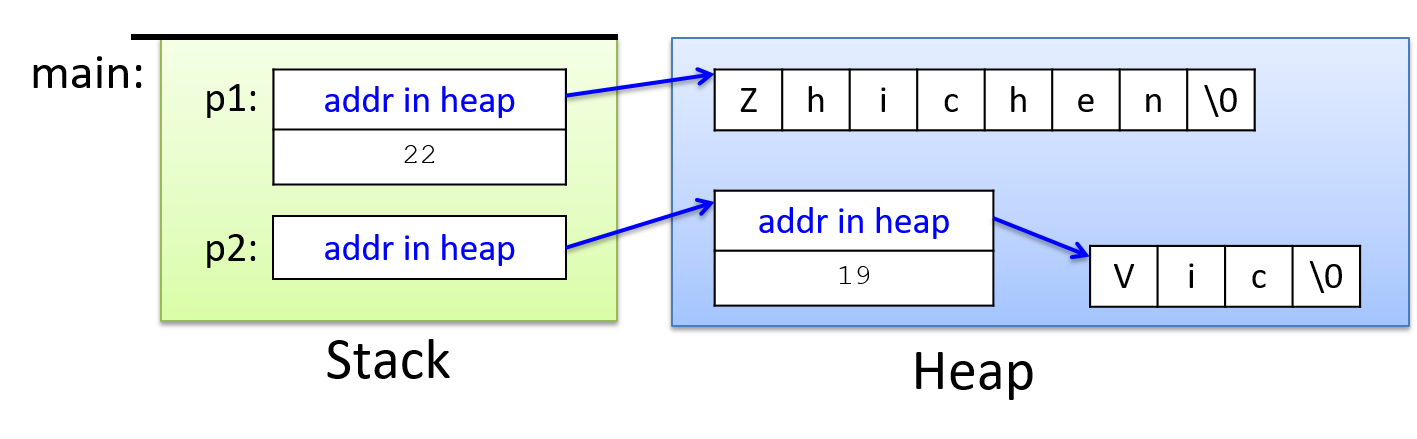 main:
p1:
addr in heap
22
Z h i c h e n \0
p2:
addr in heap
addr in heap
19
V i c \0
Stack
Heap